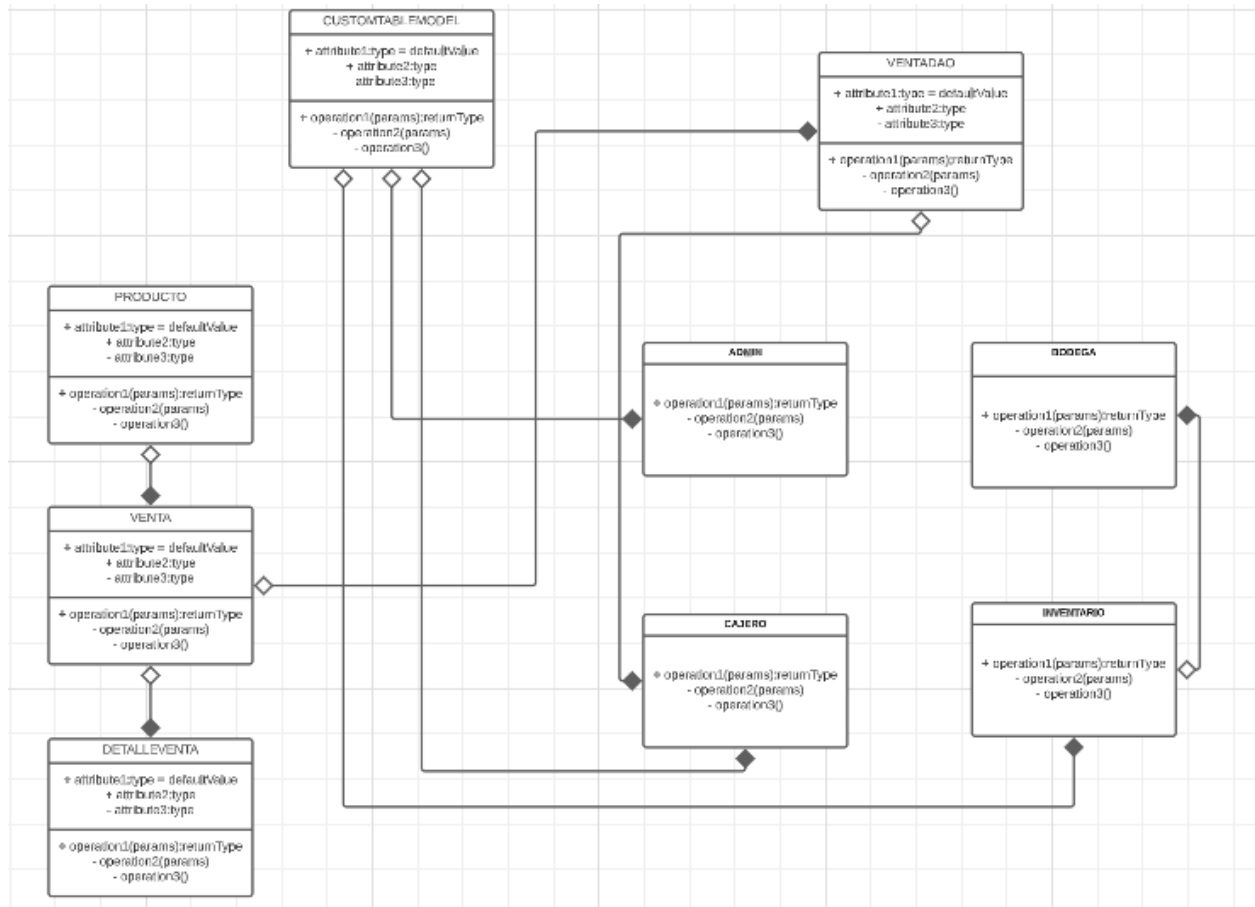 CUSTOMTABLEMODEL
+ attribute1:type = defaultValue
+ attribute2:type
attribute3:type
+ operation1(params):returnType
- operation2(params)
- operation3()
VENTADAO
+ attribute1:type = defaultValue
+ attribute2:type
- attribute3:type
+ operation1(params):returnType
- operation2(params)
- operation3()
PRODUCTO
+ attribute1:type = defaultValue
+ attribute2:type
- attribute3:type
+ operation1(params):returnType
- operation2(params)
- operation3()
ADMIN
+ operation1(params):returnType
- operation2(params)
- operation3()
BODEGA
+ operation1(params):returnType
- operation2(params)
- operation3()
VENTA
+ attribute1:type = defaultValue
+ attribute2:type
- attribute3:type
+ operation1(params):returnType
- operation2(params)
- operation3()
CAJERO
+ operation1(params):returnType
- operation2(params)
- operation3()
INVENTARIO
+ operation1(params):returnType
- operation2(params)
- operation3()
DETALLEVENTA
+ attribute1:type = defaultValue
+ attribute2:type
- attribute3:type
+ operation1(params):returnType
- operation2(params)
- operation3()